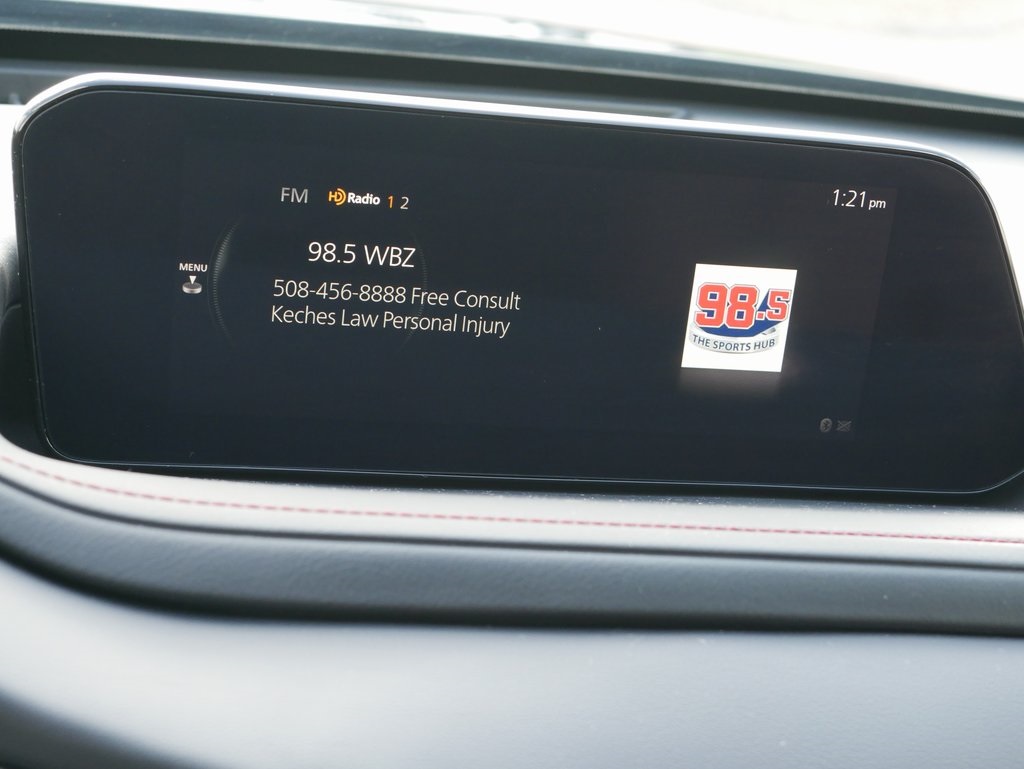 FM HD Radio 1 2
1:21 pm
98.5 WBZ
MENU
508-456-8888 Free Consult
Keches Law Personal Injury
98.5
THE SPORTS HUB